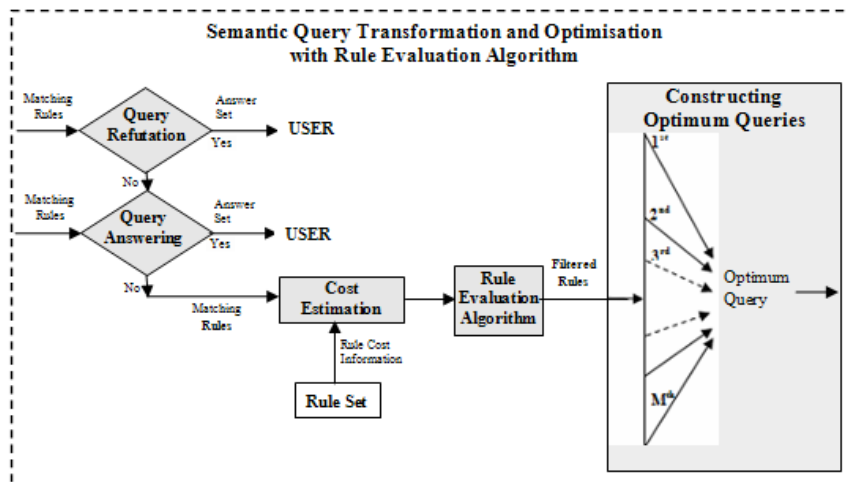 Semantic Query Transformation and Optimisation
with Rule Evaluation Algorithm
Matching
Rules
Query
Refutation
Answer
Set
Yes
USER
No
Matching
Rules
Query
Answering
Answer
Set
Yes
USER
No
Matching
Rules
Cost
Estimation
Rule Cost
Information
Rule Set
Rule
Evaluation
Algorithm
Filtered
Rules
Constructing
Optimum Queries
1st
2nd
3rd
Mth
Optimum
Query